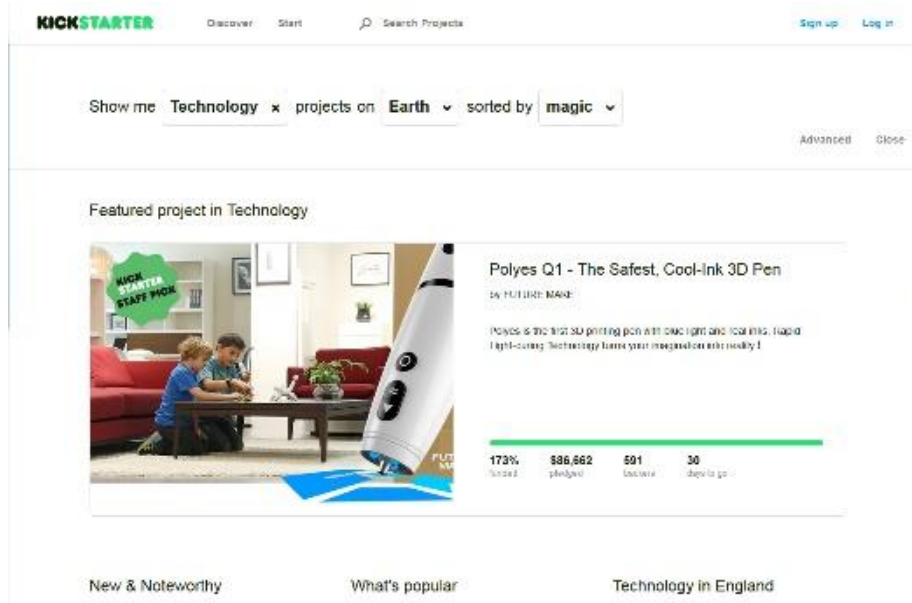 KICKSTARTER Discover Start Search Projects Sign up Log in
Show me Technology × projects on Earth sorted by magic
Advanced Close
Featured project in Technology
KICK
STARTER
STAFF PICK
Polyes Q1 - The Safest, Cool-Ink 3D Pen
by FUTURE MAKE
Polyes is the first 3D printing pen with blue light and real inks. Rapid
Light-curing Technology turns your imagination into reality !
173% $86,662 591 30
funded pledged backers days to go
New & Noteworthy What's popular Technology in England